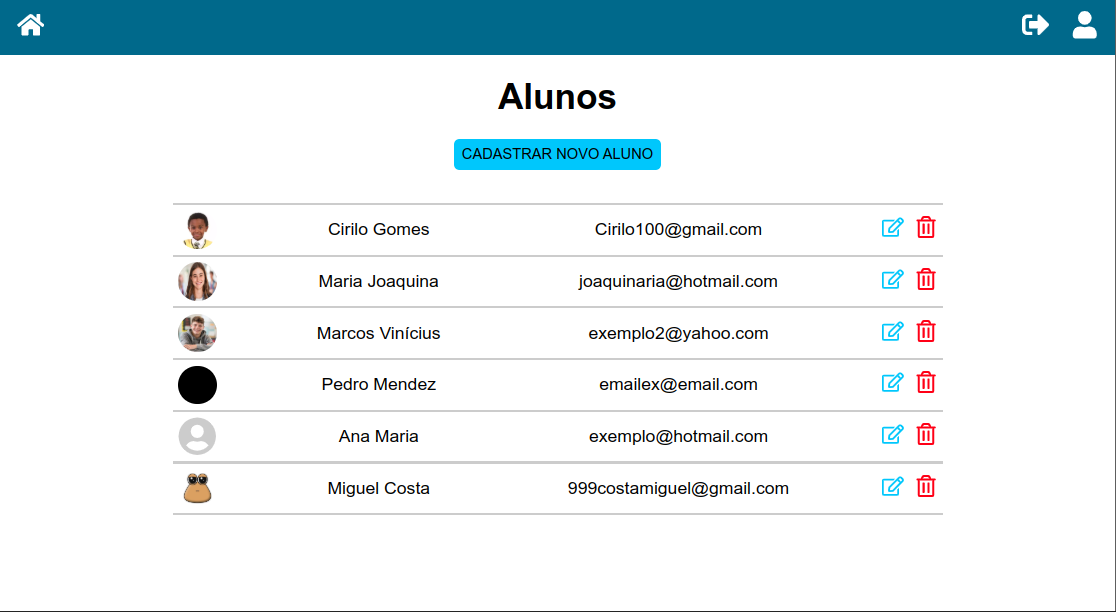 Alunos
CADASTRAR NOVO ALUNO
Cirilo Gomes Cirilo100@gmail.com
Maria Joaquina joaquinaria@hotmail.com
Marcos Vinícius exemplo2@yahoo.com
Pedro Mendez emailex@email.com
Ana Maria exemplo@hotmail.com
Miguel Costa 999costamiguel@gmail.com